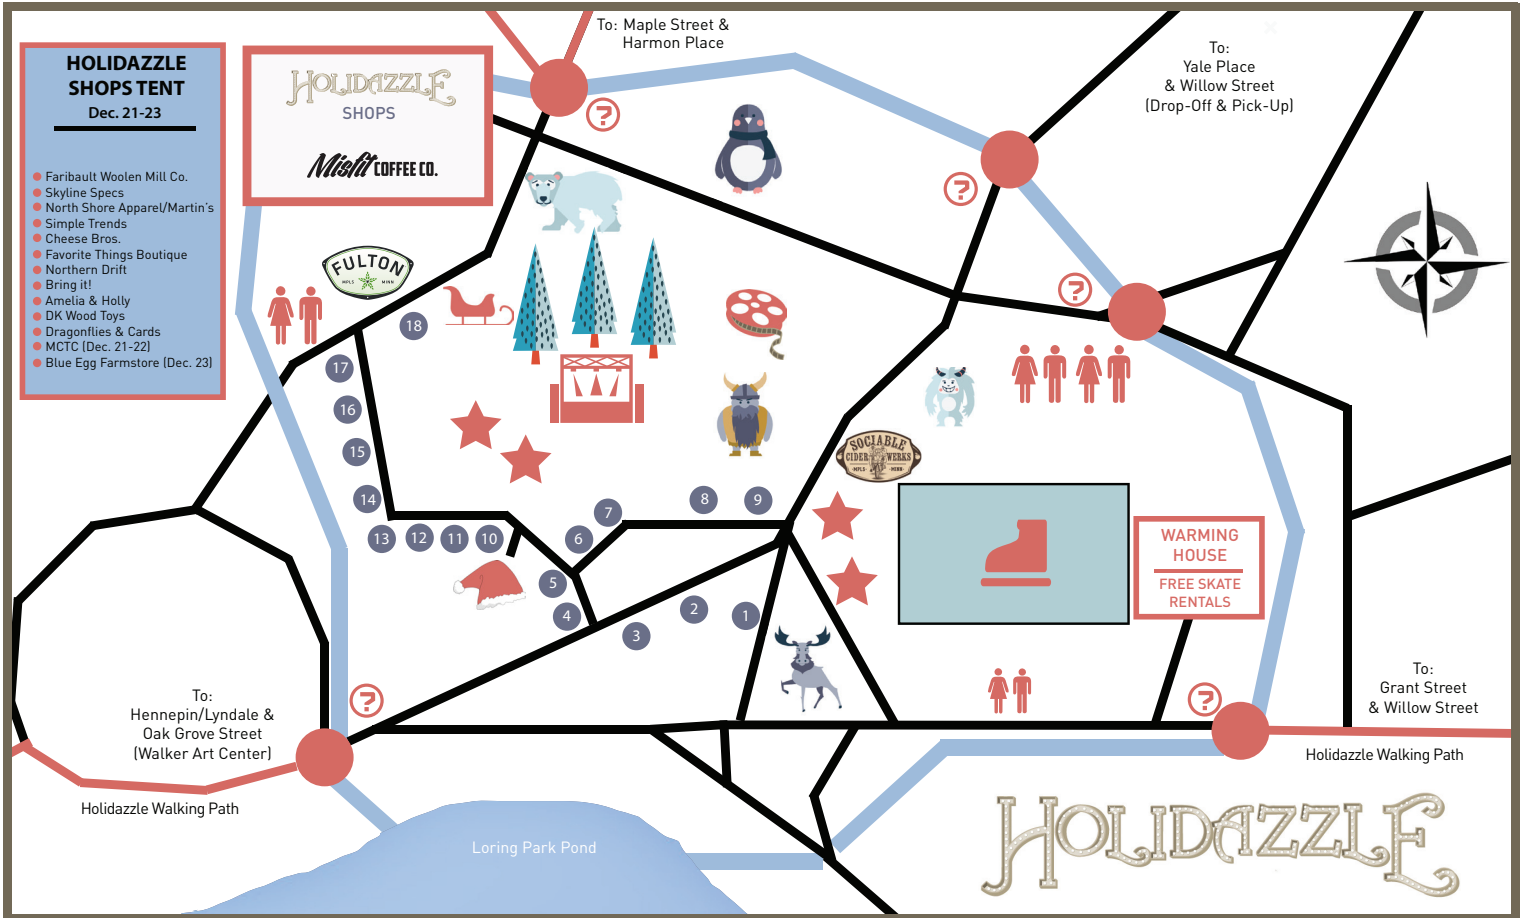 HOLIDAZZLE
SHOPS TENT
Dec. 21-23
Faribault Woolen Mill Co.
Skyline Specs
North Shore Apparel/Martin's
Simple Trends
Cheese Bros.
Favorite Things Boutique
Northern Drift
Bring it!
Amelia & Holly
DK Wood Toys
Dragonflies & Cards
MCTC (Dec. 21-22)
Blue Egg Farmstore (Dec. 23)
HOLIDAZZLE
SHOPS
Misfit COFFEE CO.
To: Maple Street &
Harmon Place
?
To:
Yale Place
& Willow Street
(Drop-Off & Pick-Up)
?
?
FULTON
MPLS MINN
18
17
16
15
14
13
12
11
10
9
8
7
6
5
4
3
2
1
SOCIABLE
CIDER WERKS
MPLS MINN
WARMING
HOUSE
FREE SKATE
RENTALS
?
To:
Grant Street
& Willow Street
Holidazzle Walking Path
?
To:
Hennepin/Lyndale &
Oak Grove Street
(Walker Art Center)
Holidazzle Walking Path
Loring Park Pond
HOLIDAZZLE